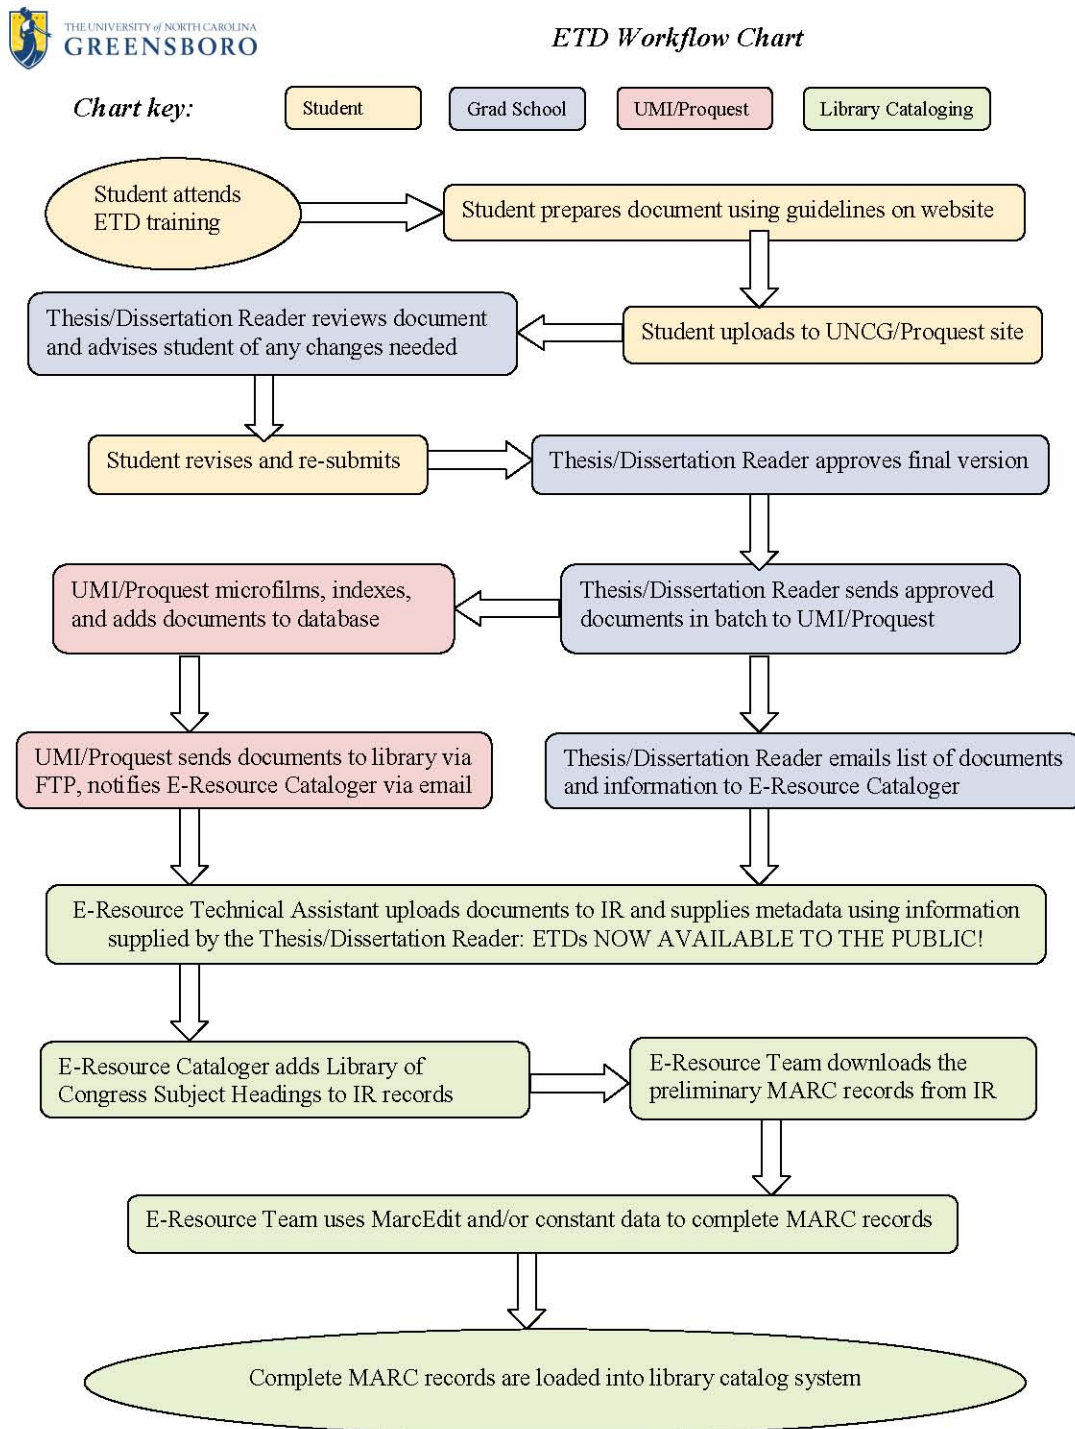 THE UNIVERSITY of NORTH CAROLINA
GREENSBORO
ETD Workflow Chart
Chart key:
Student
Grad School
UMI/Proquest
Library Cataloging
Student attends
ETD training
Student prepares document using guidelines on website
Student uploads to UNCG/Proquest site
Thesis/Dissertation Reader reviews document
and advises student of any changes needed
Student revises and re-submits
Thesis/Dissertation Reader approves final version
Thesis/Dissertation Reader sends approved
documents in batch to UMI/Proquest
UMI/Proquest microfilms, indexes,
and adds documents to database
UMI/Proquest sends documents to library via
FTP, notifies E-Resource Cataloger via email
Thesis/Dissertation Reader emails list of documents
and information to E-Resource Cataloger
E-Resource Technical Assistant uploads documents to IR and supplies metadata using information
supplied by the Thesis/Dissertation Reader: ETDs NOW AVAILABLE TO THE PUBLIC!
E-Resource Cataloger adds Library of
Congress Subject Headings to IR records
E-Resource Team downloads the
preliminary MARC records from IR
E-Resource Team uses MarcEdit and/or constant data to complete MARC records
Complete MARC records are loaded into library catalog system